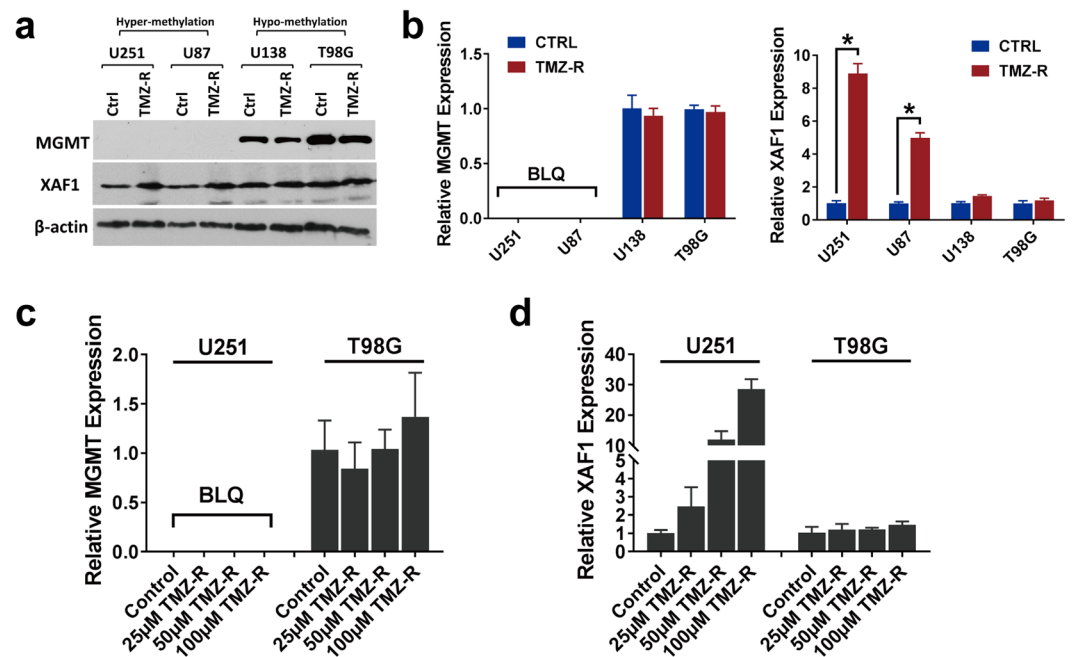 a
Hyper-methylation Hypo-methylation
U251 U87 U138 T98G
Ctrl TMZ-R Ctrl TMZ-R Ctrl TMZ-R Ctrl TMZ-R
MGMT
XAF1
β-actin
b
Relative MGMT Expression
1.5
1.0
0.5
0.0
CTRL
TMZ-R
BLQ
U251 U87 U138 T98G
Relative XAF1 Expression
10
8
6
4
2
0
* *
CTRL
TMZ-R
U251 U87 U138 T98G
c
Relative MGMT Expression
2.0
1.5
1.0
0.5
0.0
U251 T98G
BLQ
Control 25μM TMZ-R 50μM TMZ-R 100μM TMZ-R Control 25μM TMZ-R 50μM TMZ-R 100μM TMZ-R
d
Relative XAF1 Expression
40
30
20
10
5
4
3
2
1
0
U251 T98G
Control 25μM TMZ-R 50μM TMZ-R 100μM TMZ-R Control 25μM TMZ-R 50μM TMZ-R 100μM TMZ-R